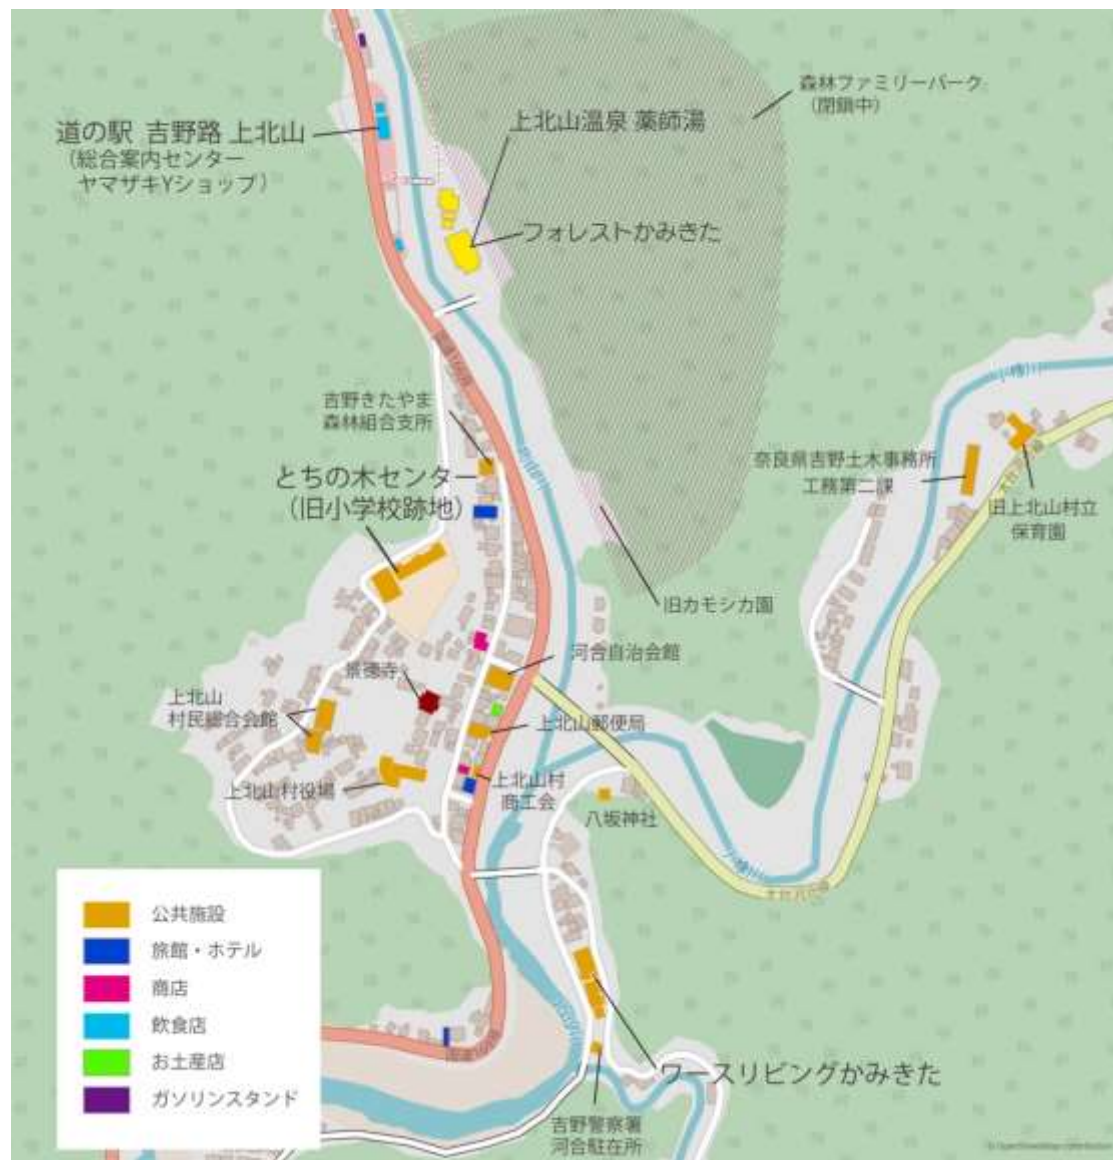 森林ファミリーパーク
（閉鎖中）
上北山温泉 薬師湯
道の駅 吉野路 上北山
（総合案内センター
ヤマザキYショップ）
フォレストかみきた
吉野きたやま
森林組合支所
とちの木センター
（旧小学校跡地）
奈良県吉野土木事務所
工務第二課
旧上北山村立
保育園
旧カモシカ園
河合自治会館
景徳寺
上北山
村民総合会館
上北山郵便局
上北山村役場
上北山村
商工会
八坂神社
公共施設
旅館・ホテル
商店
飲食店
お土産店
ガソリンスタンド
ワースリビングかみきた
吉野警察署
河合駐在所